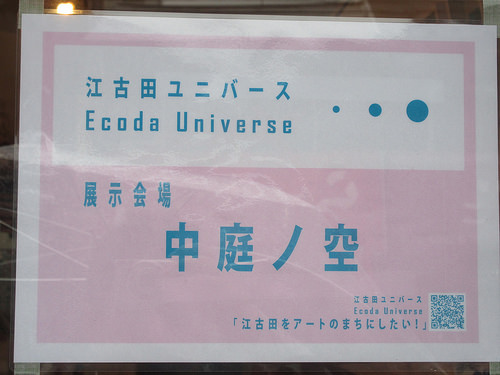 江古田ユニバース
Ecoda Universe
展示会場
中庭ノ空
江古田ユニバース
Ecoda Universe
「江古田をアートのまちにしたい！」